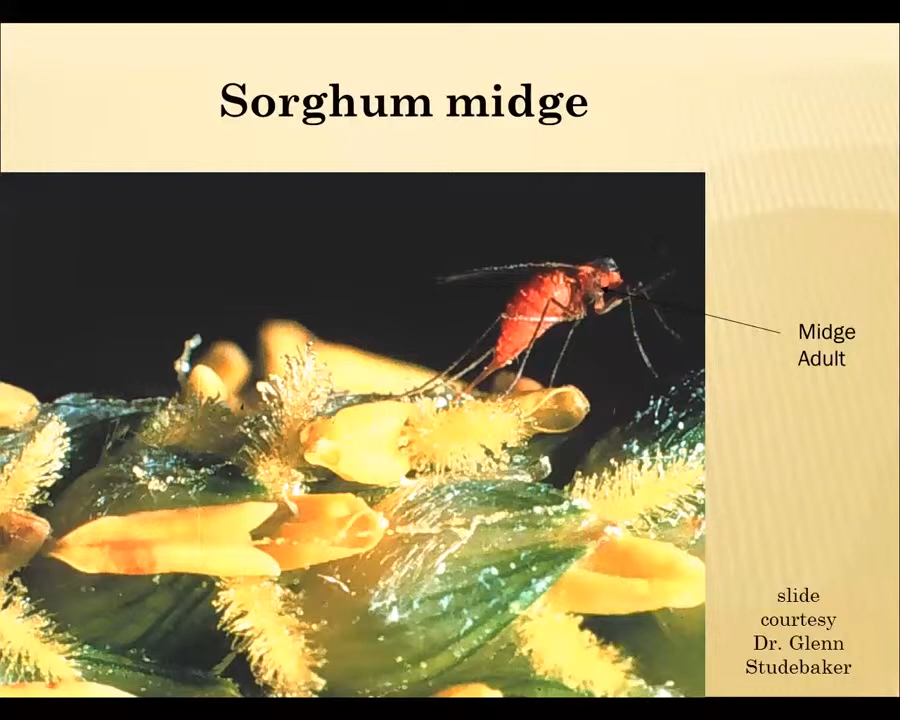 Sorghum midge
Midge
Adult
slide
courtesy
Dr. Glenn
Studebaker